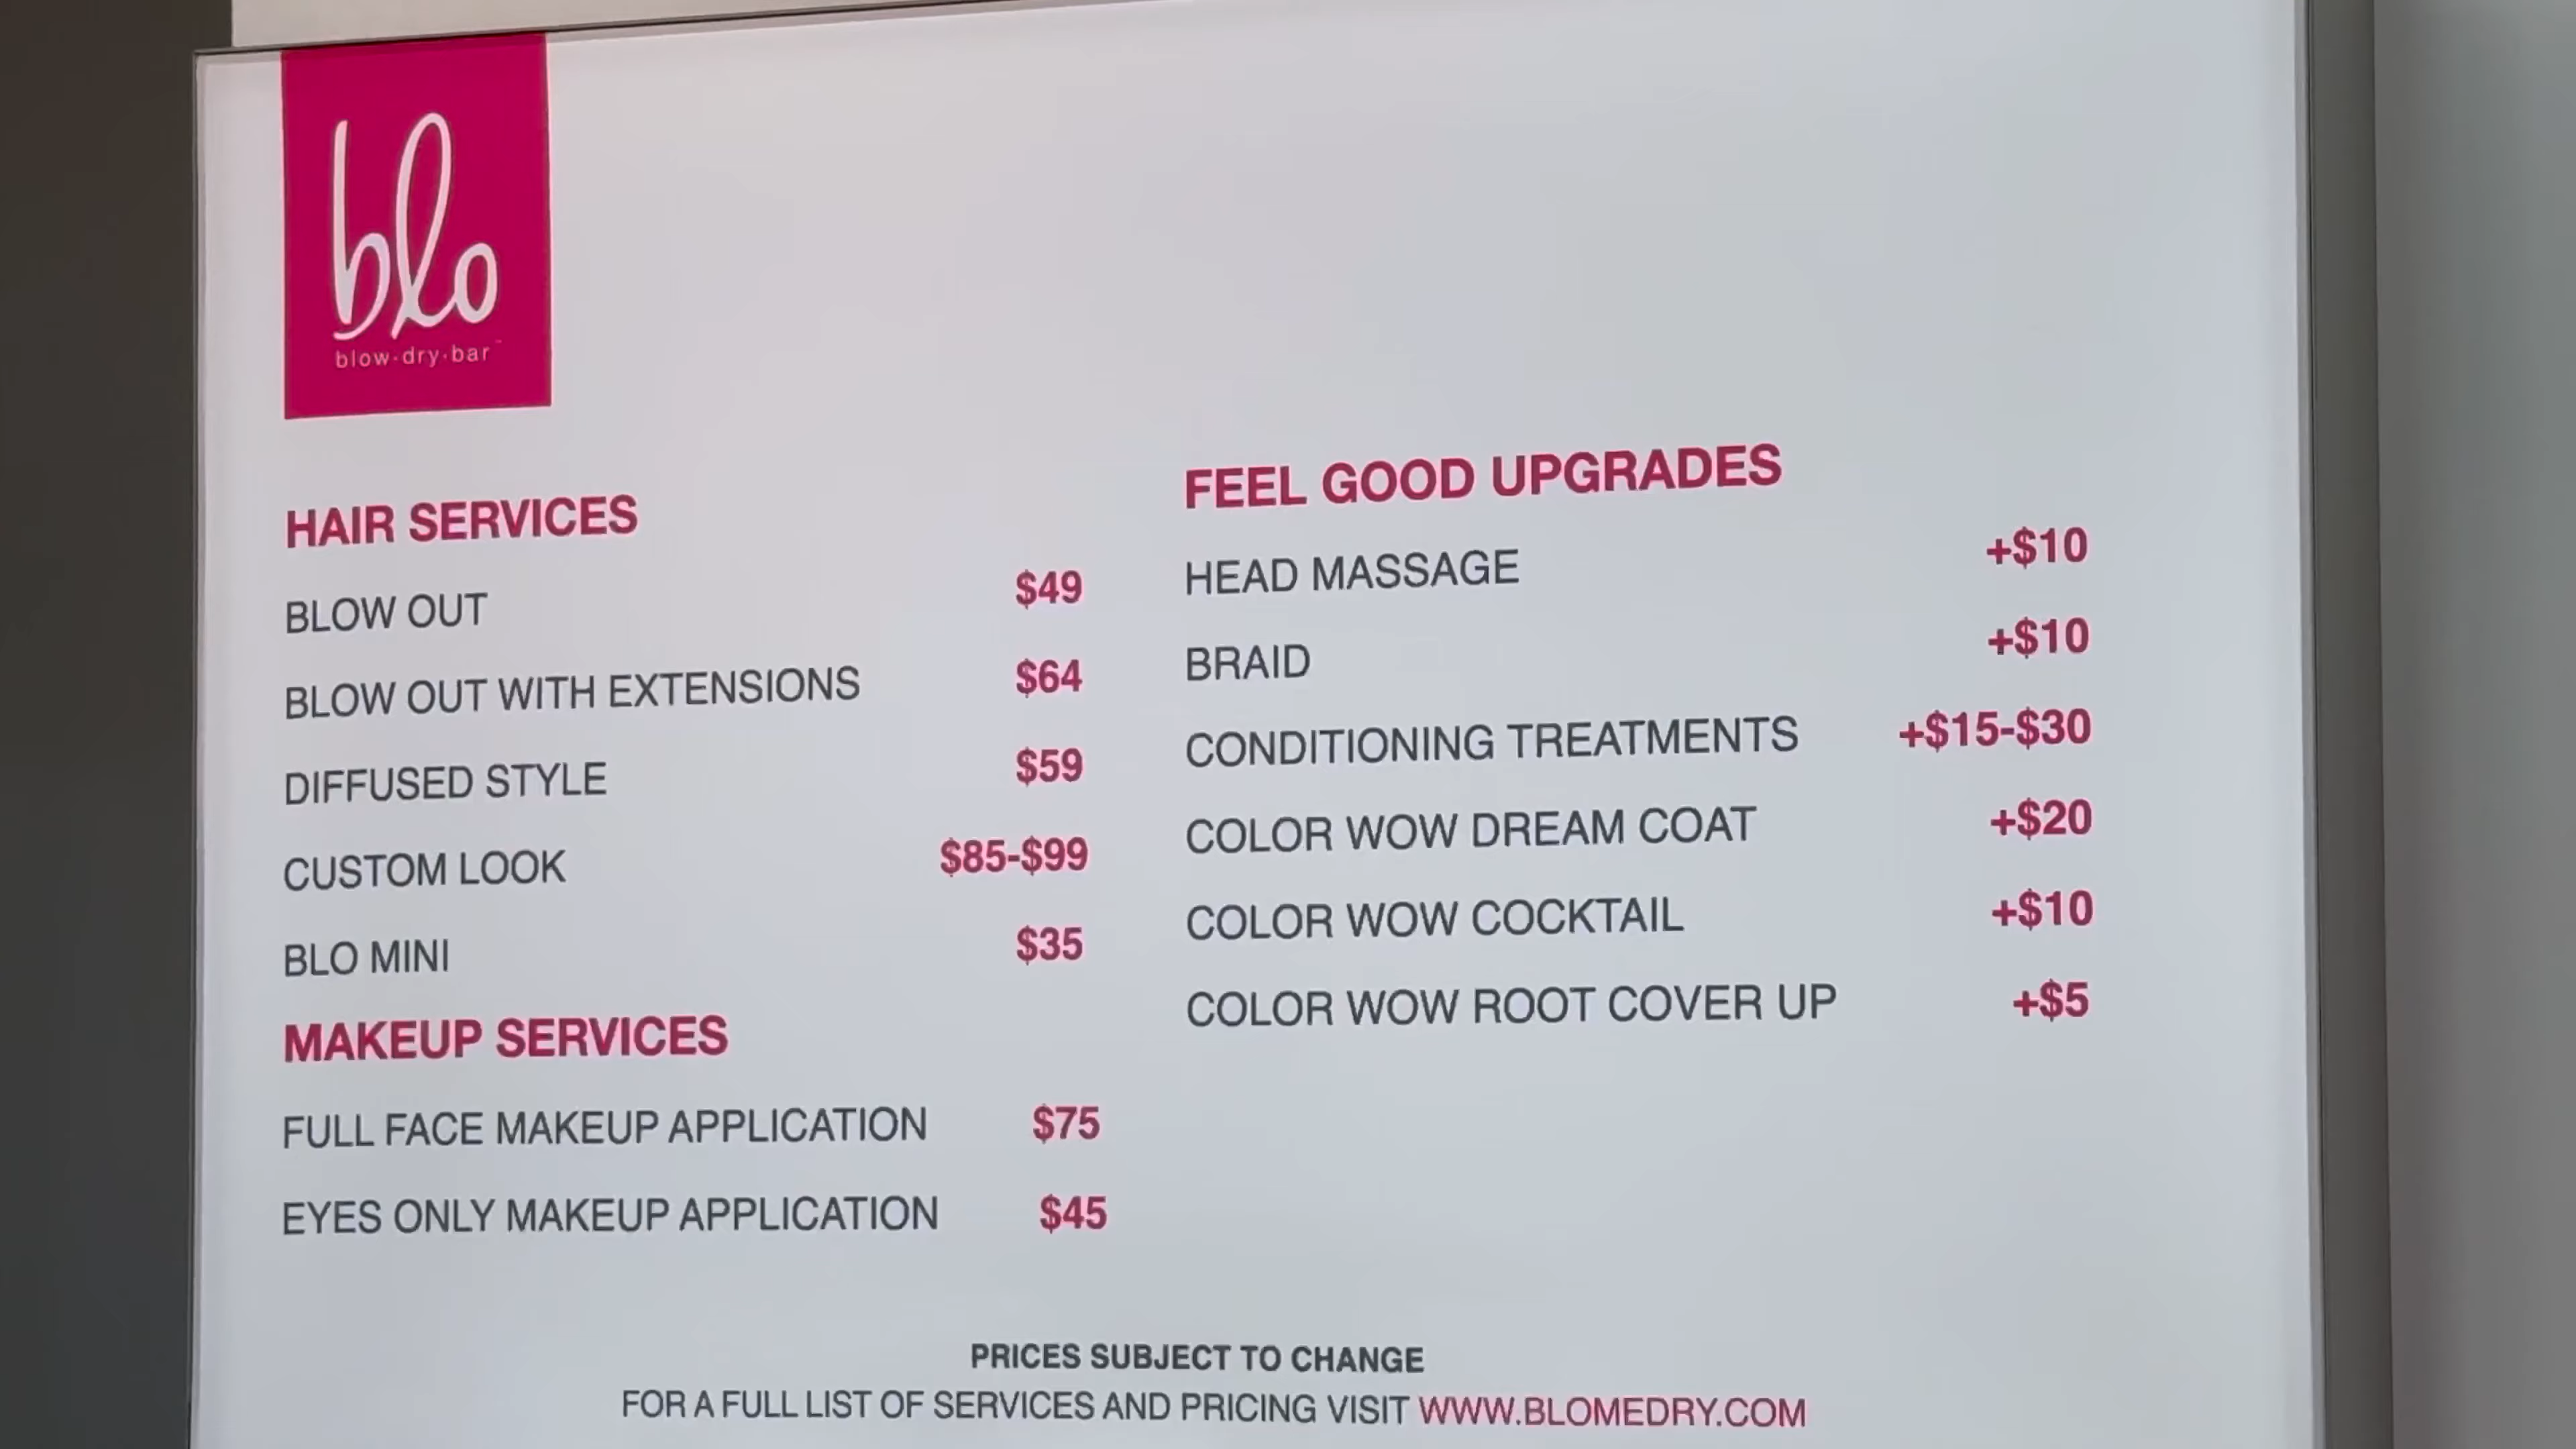 blo
blow·dry·bar™
HAIR SERVICES
BLOW OUT $49
BLOW OUT WITH EXTENSIONS $64
DIFFUSED STYLE $59
CUSTOM LOOK $85-$99
BLO MINI $35
MAKEUP SERVICES
FULL FACE MAKEUP APPLICATION $75
EYES ONLY MAKEUP APPLICATION $45
FEEL GOOD UPGRADES
HEAD MASSAGE +$10
BRAID +$10
CONDITIONING TREATMENTS +$15-$30
COLOR WOW DREAM COAT +$20
COLOR WOW COCKTAIL +$10
COLOR WOW ROOT COVER UP +$5
PRICES SUBJECT TO CHANGE
FOR A FULL LIST OF SERVICES AND PRICING VISIT WWW.BLOMEDRY.COM